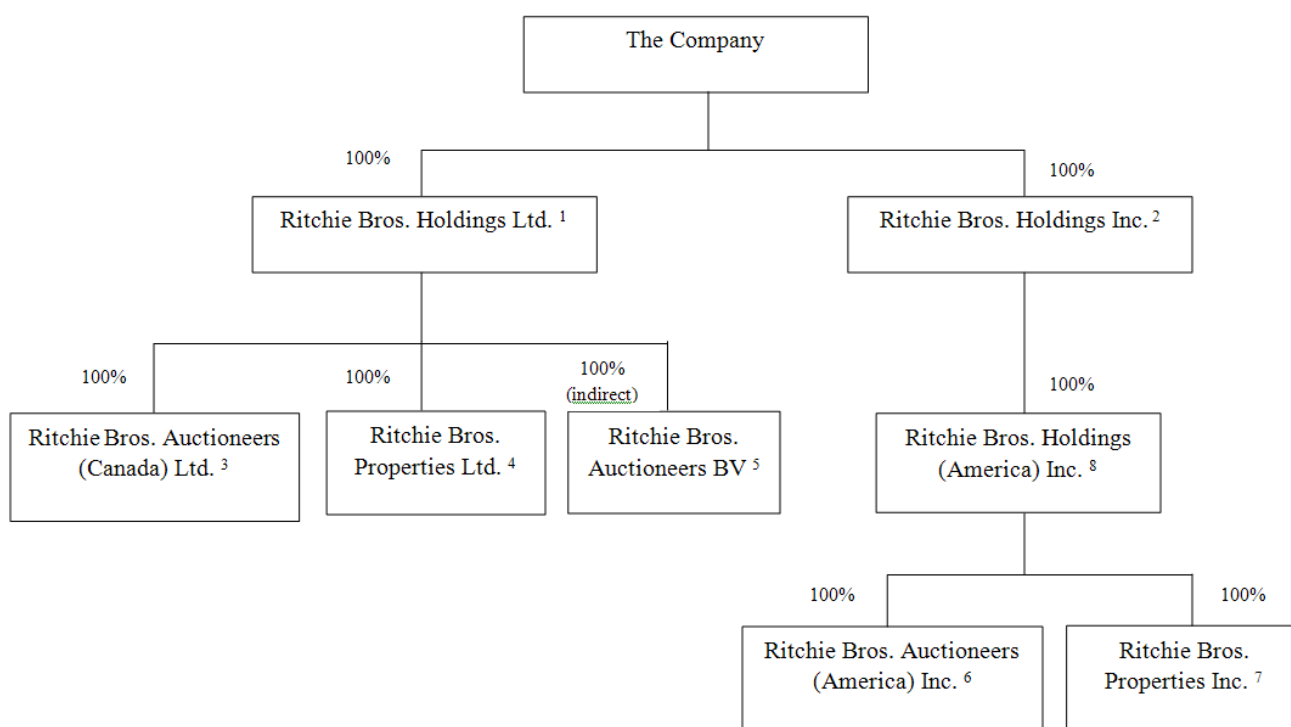 The Company
100%
100%
Ritchie Bros. Holdings Ltd. 1
Ritchie Bros. Holdings Inc. 2
100%
100%
100%
(indirect)
100%
Ritchie Bros. Auctioneers
(Canada) Ltd. 3
Ritchie Bros.
Properties Ltd. 4
Ritchie Bros.
Auctioneers BV 5
Ritchie Bros. Holdings
(America) Inc. 8
100%
100%
Ritchie Bros. Auctioneers
(America) Inc. 6
Ritchie Bros.
Properties Inc. 7